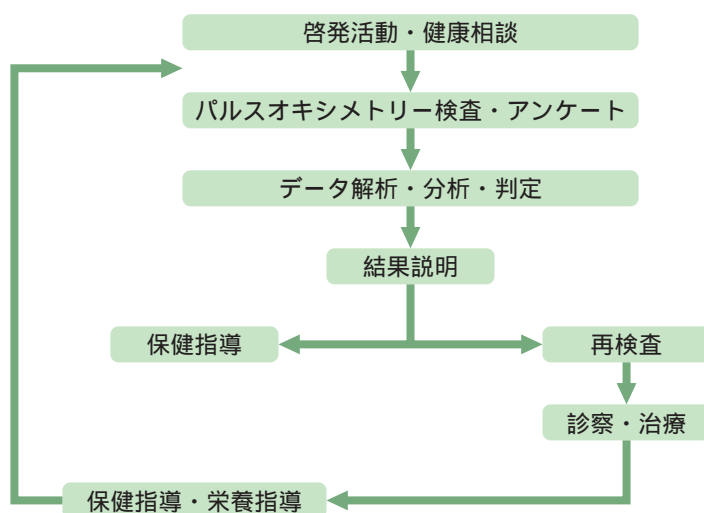 啓発活動・健康相談
パルスオキシメトリー検査・アンケート
データ解析・分析・判定
結果説明
保健指導
再検査
診察・治療
保健指導・栄養指導